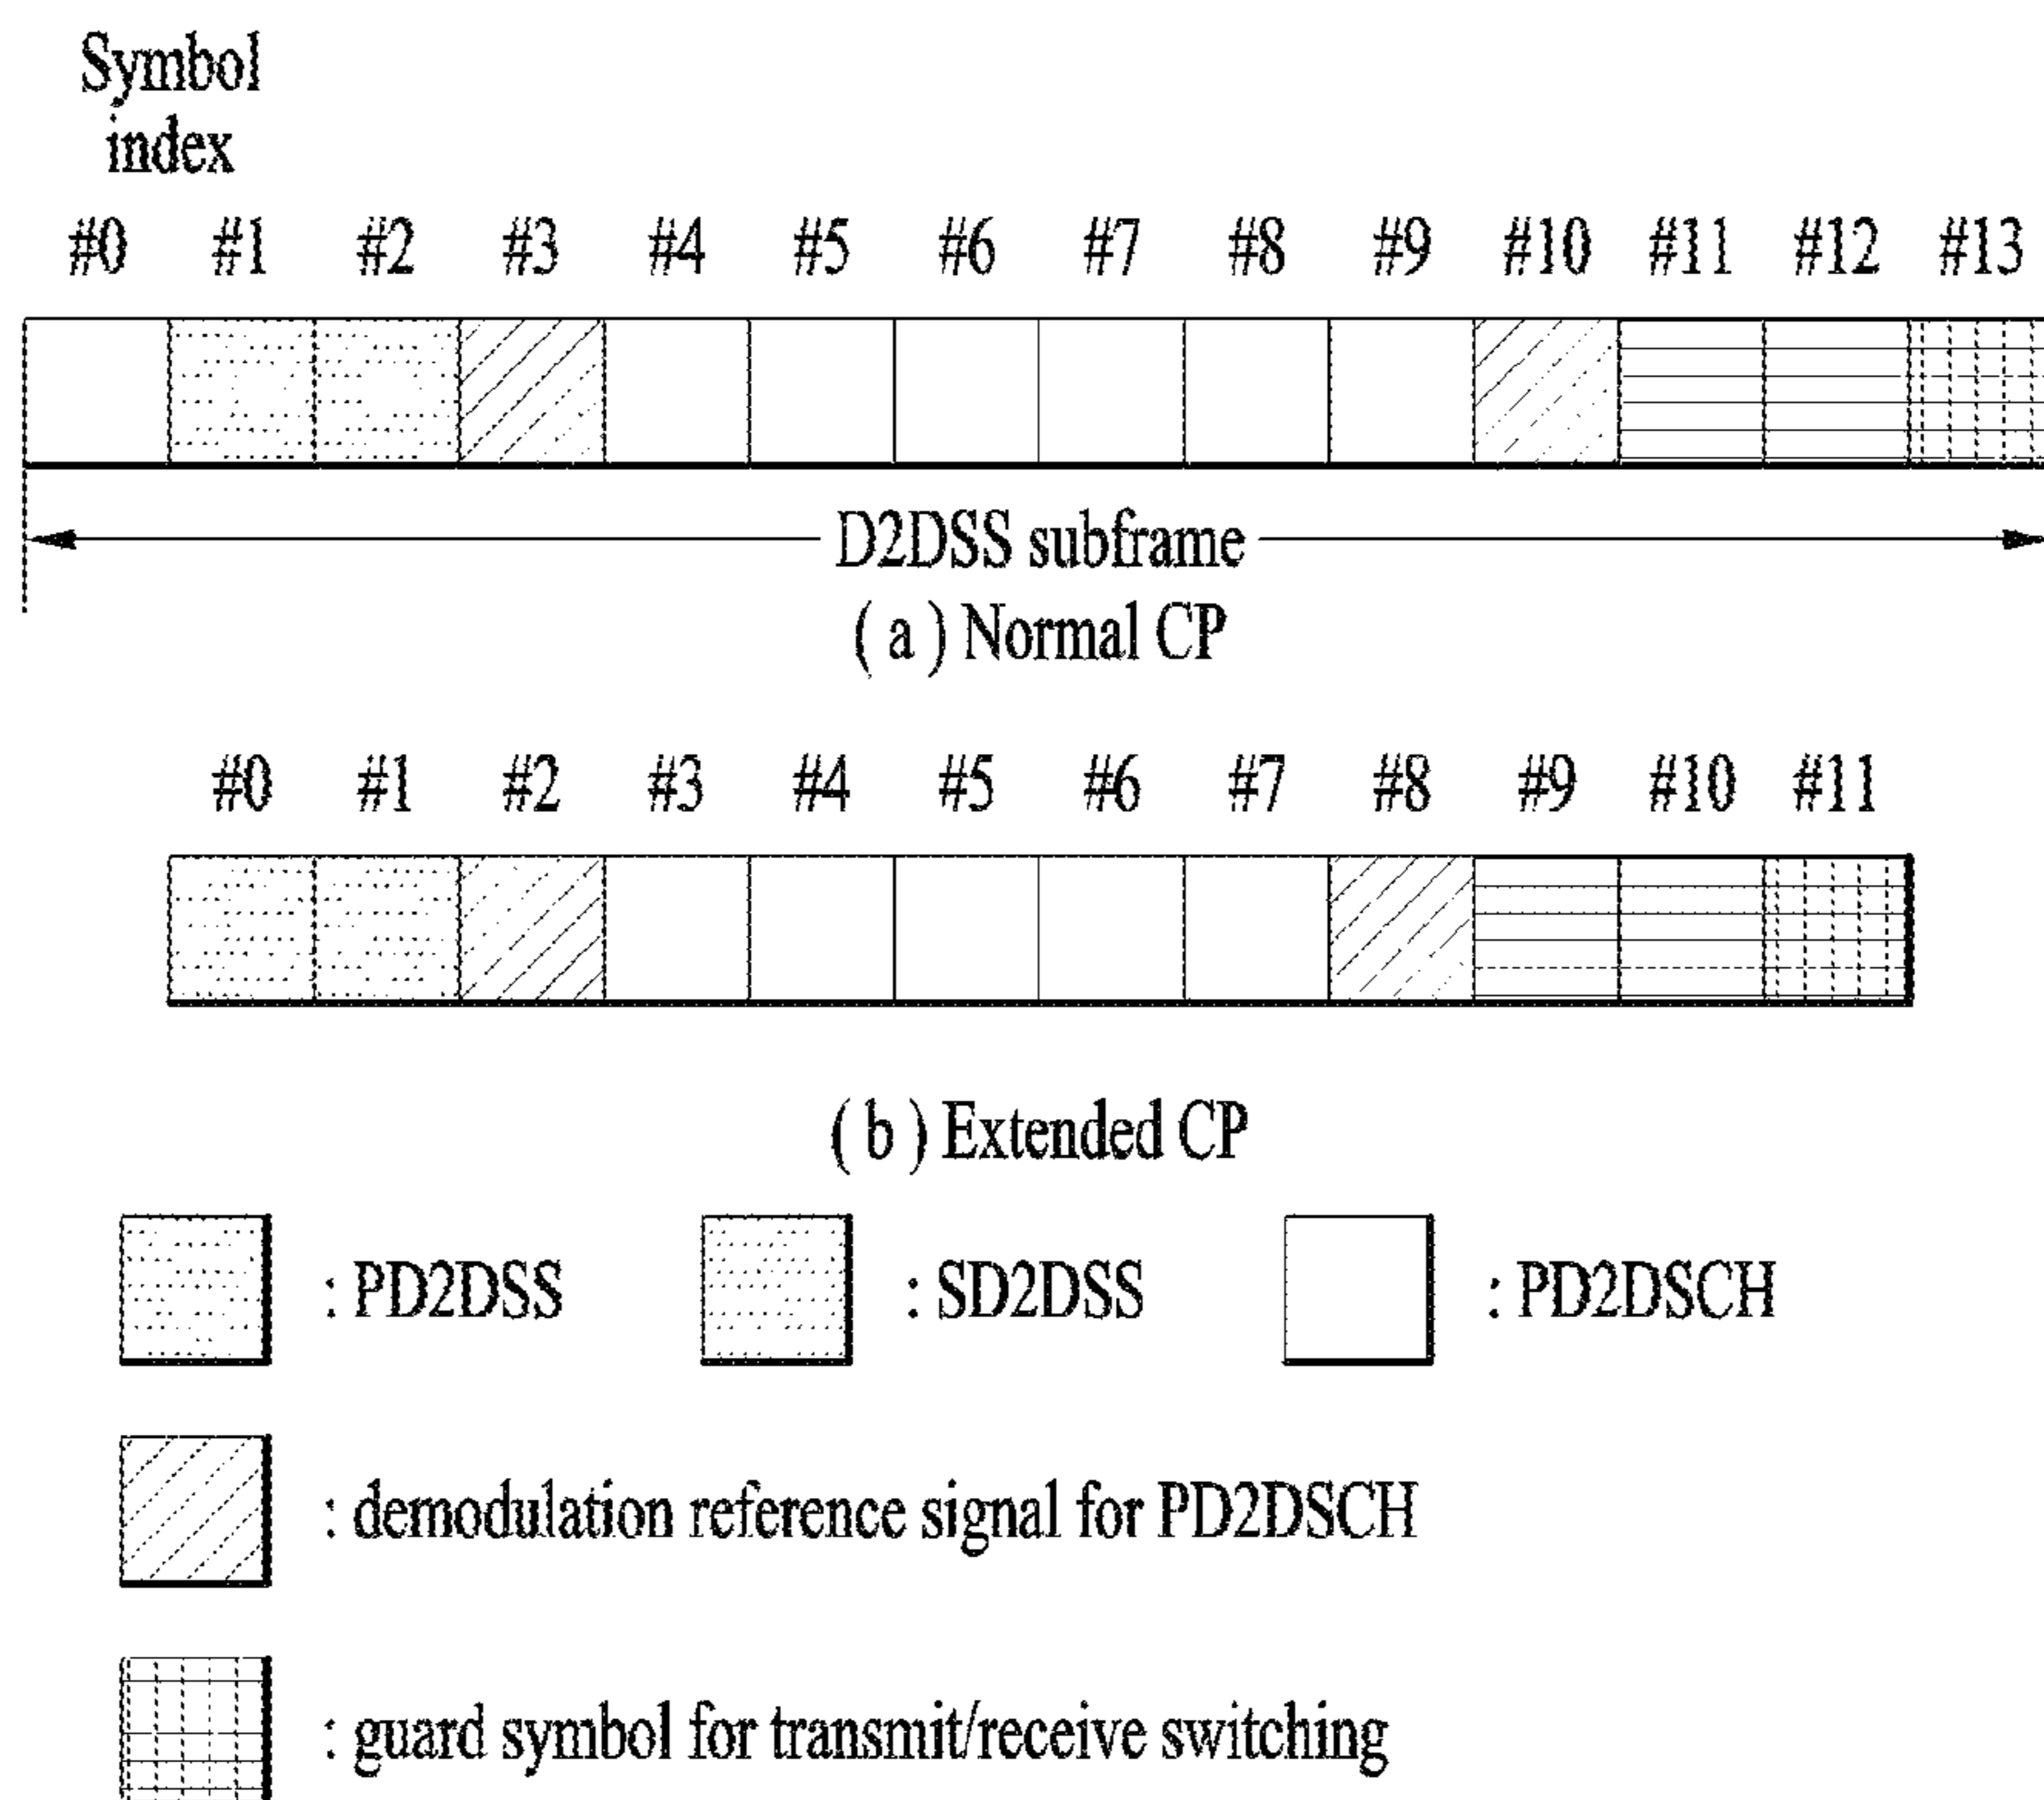 Symbol
index
#0 #1 #2 #3 #4 #5 #6 #7 #8 #9 #10 #11 #12 #13
D2DSS subframe
( a ) Normal CP
#0 #1 #2 #3 #4 #5 #6 #7 #8 #9 #10 #11
( b ) Extended CP
: PD2DSS : SD2DSS : PD2DSCH
: demodulation reference signal for PD2DSCH
: guard symbol for transmit/receive switching